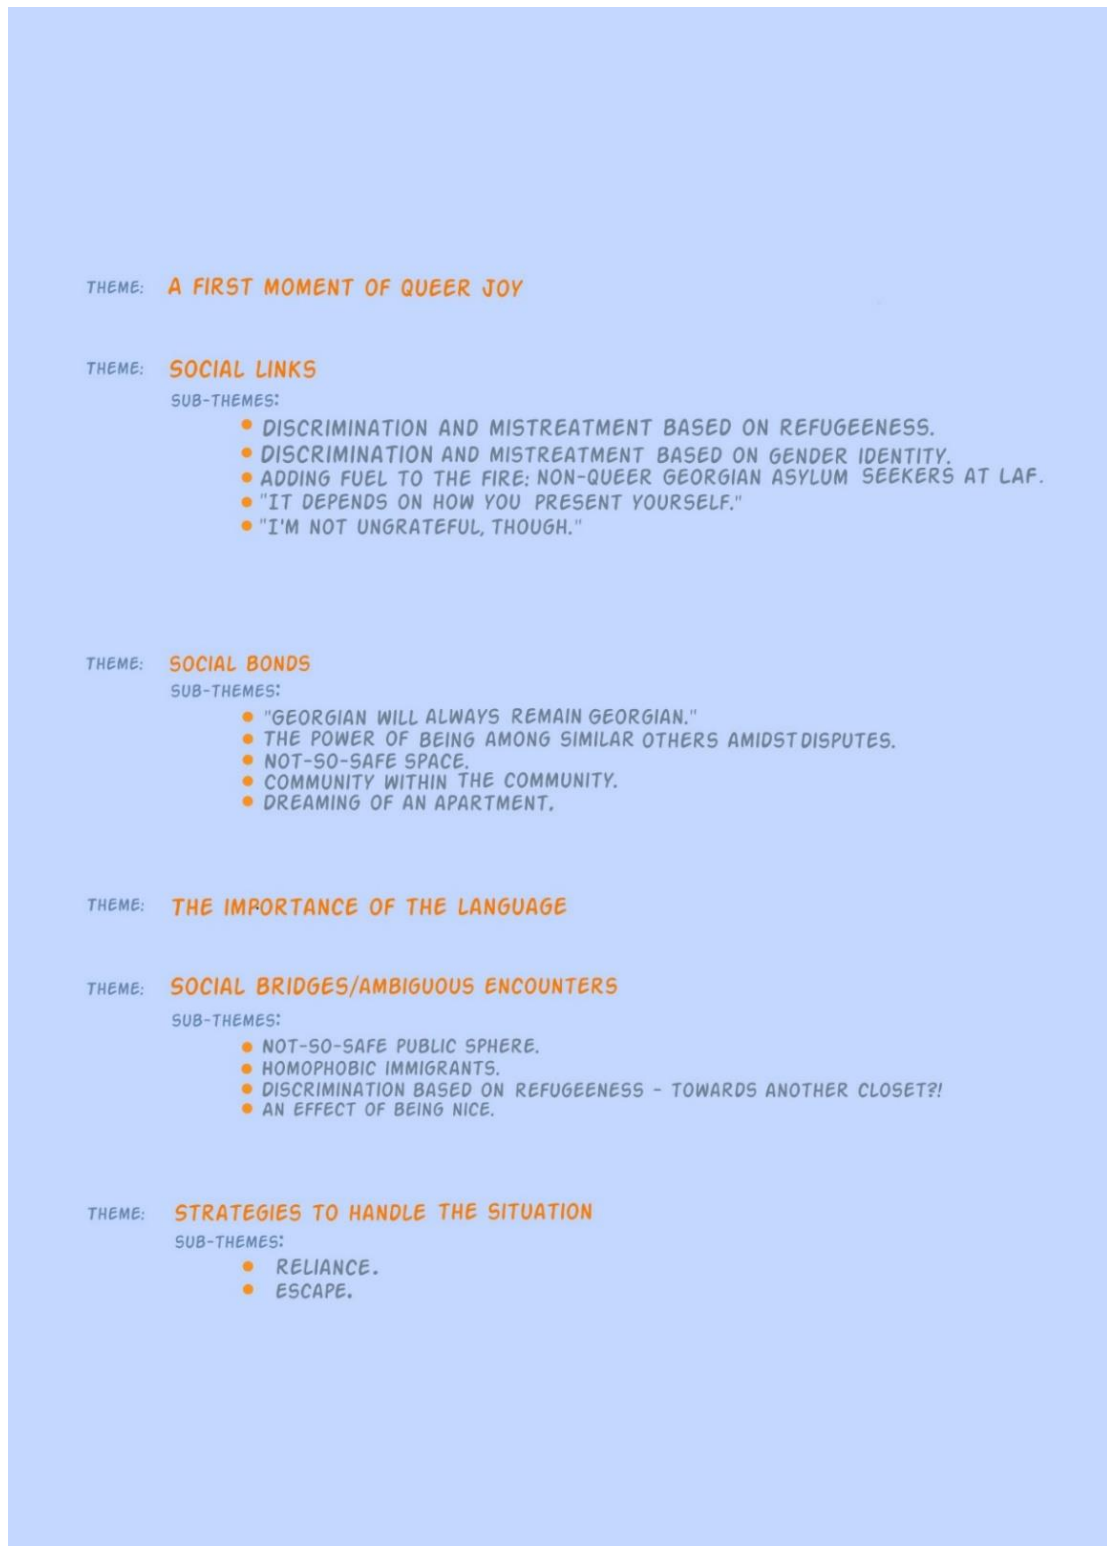 THEME: A FIRST MOMENT OF QUEER JOY
THEME: SOCIAL LINKS
SUB-THEMES:
• DISCRIMINATION AND MISTREATMENT BASED ON REFUGEENESS.
• DISCRIMINATION AND MISTREATMENT BASED ON GENDER IDENTITY.
• ADDING FUEL TO THE FIRE: NON-QUEER GEORGIAN ASYLUM SEEKERS AT LAF.
• "IT DEPENDS ON HOW YOU PRESENT YOURSELF."
• "I'M NOT UNGRATEFUL, THOUGH."
THEME: SOCIAL BONDS
SUB-THEMES:
• "GEORGIAN WILL ALWAYS REMAIN GEORGIAN."
• THE POWER OF BEING AMONG SIMILAR OTHERS AMIDST DISPUTES.
• NOT-SO-SAFE SPACE.
• COMMUNITY WITHIN THE COMMUNITY.
• DREAMING OF AN APARTMENT.
THEME: THE IMPORTANCE OF THE LANGUAGE
THEME: SOCIAL BRIDGES/AMBIGUOUS ENCOUNTERS
SUB-THEMES:
• NOT-SO-SAFE PUBLIC SPHERE.
• HOMOPHOBIC IMMIGRANTS.
• DISCRIMINATION BASED ON REFUGEENESS - TOWARDS ANOTHER CLOSET?!
• AN EFFECT OF BEING NICE.
THEME: STRATEGIES TO HANDLE THE SITUATION
SUB-THEMES:
• RELIANCE.
• ESCAPE.